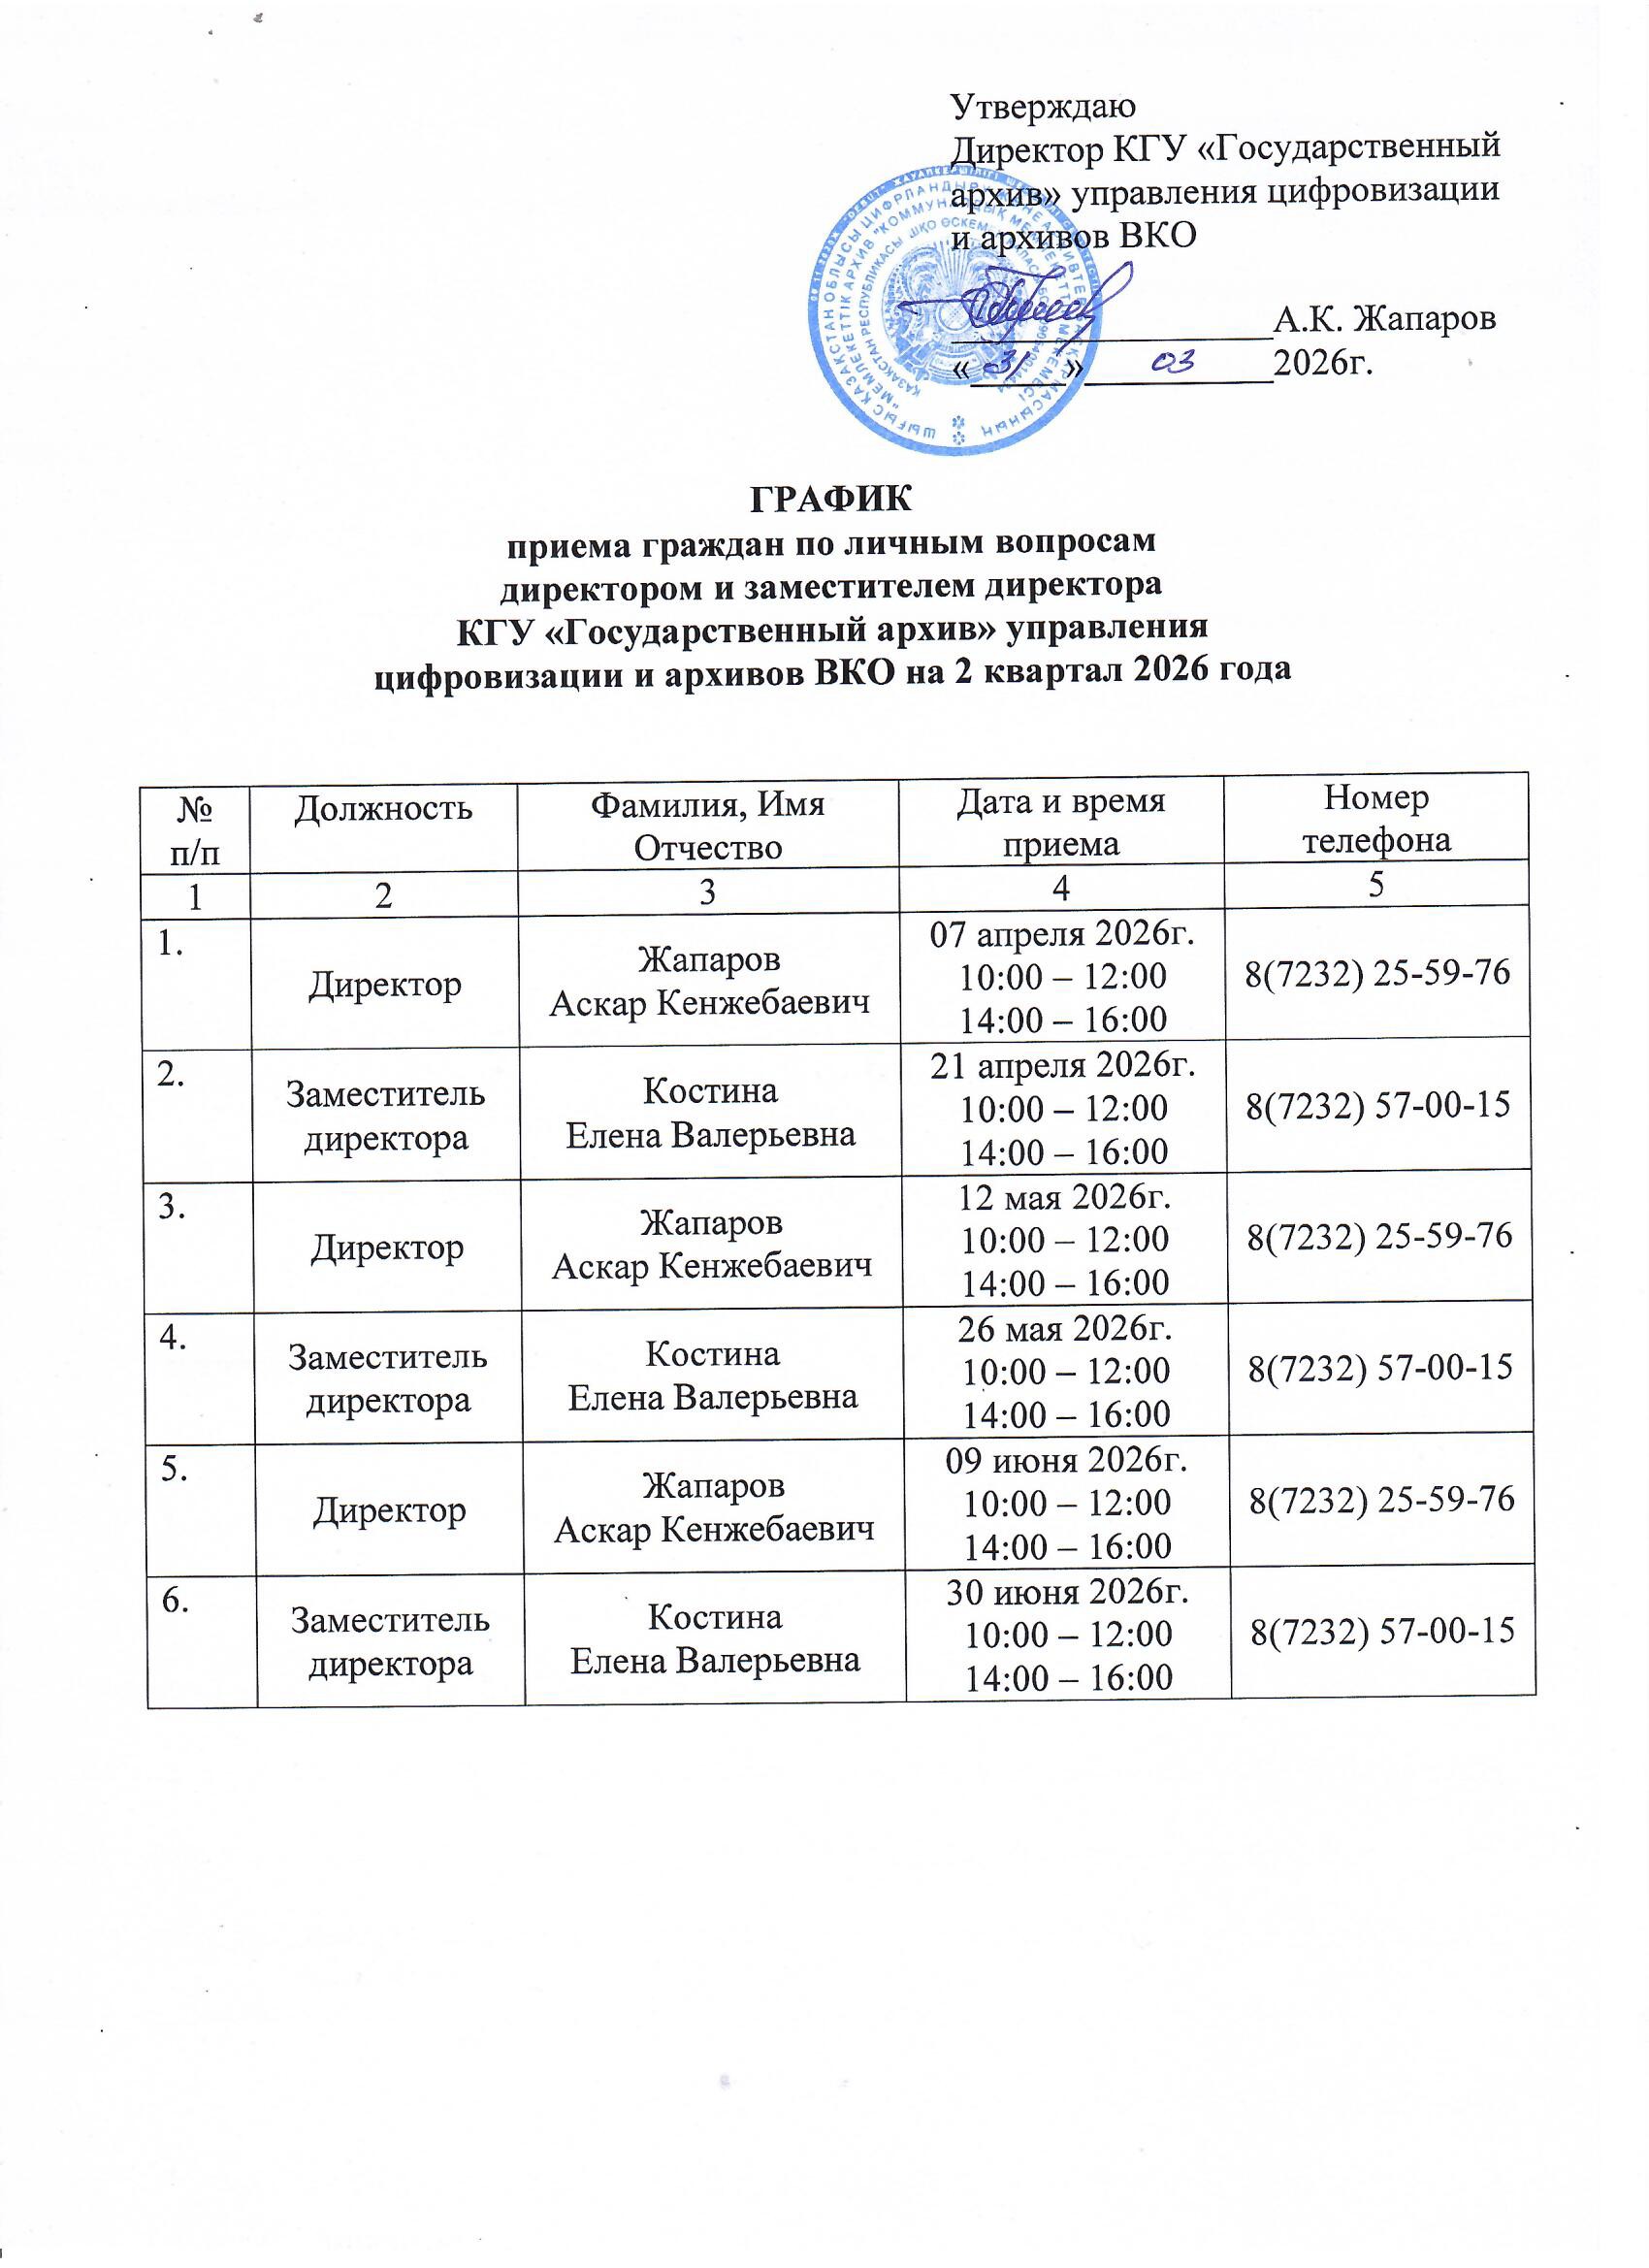 Утверждаю
Директор КГУ «Государственный
архив» управления цифровизации
и архивов ВКО
А.К. Жапаров
«31» 03 2026г.
ГРАФИК
приема граждан по личным вопросам
директором и заместителем директора
КГУ «Государственный архив» управления
цифровизации и архивов ВКО на 2 квартал 2026 года
№ п/п Должность Фамилия, Имя Отчество Дата и время приема Номер телефона
1 2 3 4 5
1. Директор Жапаров Аскар Кенжебаевич 07 апреля 2026г. 10:00 – 12:00 14:00 – 16:00 8(7232) 25-59-76
2. Заместитель директора Костина Елена Валерьевна 21 апреля 2026г. 10:00 – 12:00 14:00 – 16:00 8(7232) 57-00-15
3. Директор Жапаров Аскар Кенжебаевич 12 мая 2026г. 10:00 – 12:00 14:00 – 16:00 8(7232) 25-59-76
4. Заместитель директора Костина Елена Валерьевна 26 мая 2026г. 10:00 – 12:00 14:00 – 16:00 8(7232) 57-00-15
5. Директор Жапаров Аскар Кенжебаевич 09 июня 2026г. 10:00 – 12:00 14:00 – 16:00 8(7232) 25-59-76
6. Заместитель директора Костина Елена Валерьевна 30 июня 2026г. 10:00 – 12:00 14:00 – 16:00 8(7232) 57-00-15